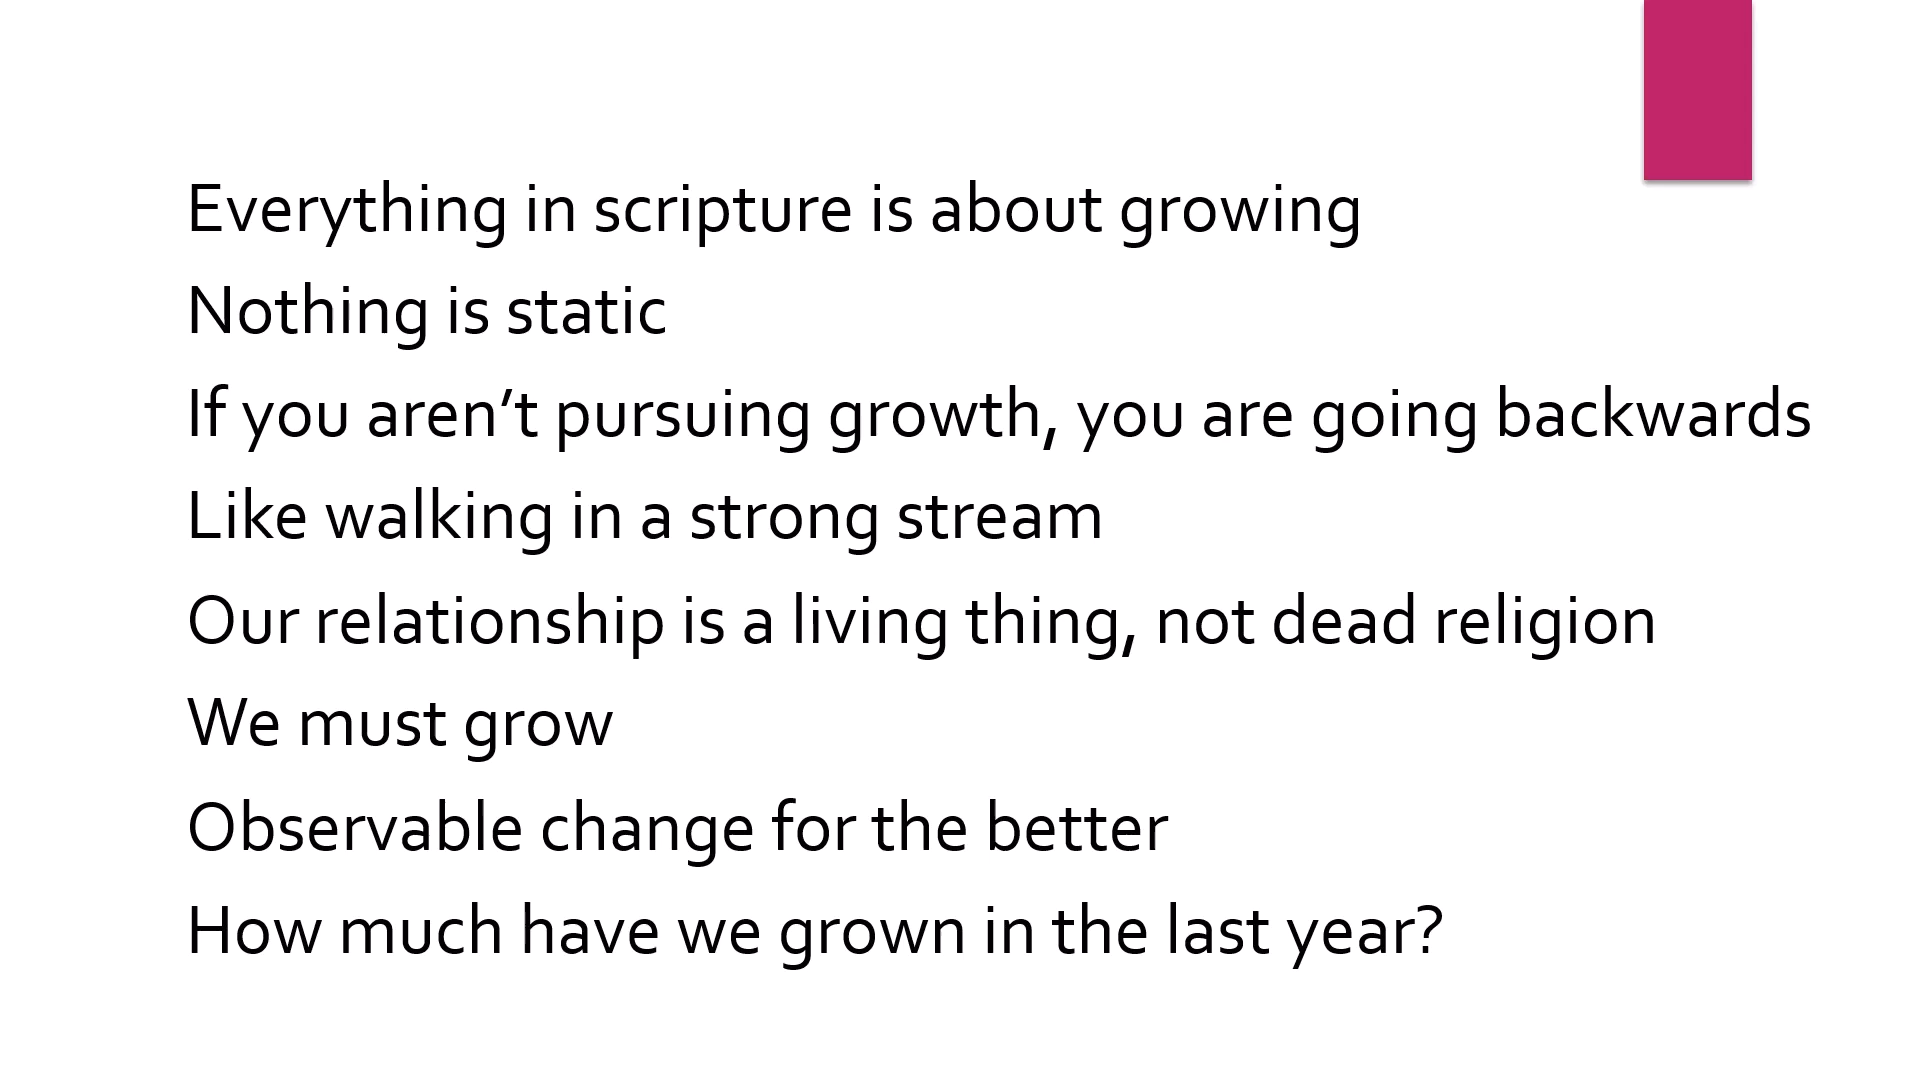 Everything in scripture is about growing
Nothing is static
If you aren’t pursuing growth, you are going backwards
Like walking in a strong stream
Our relationship is a living thing, not dead religion
We must grow
Observable change for the better
How much have we grown in the last year?